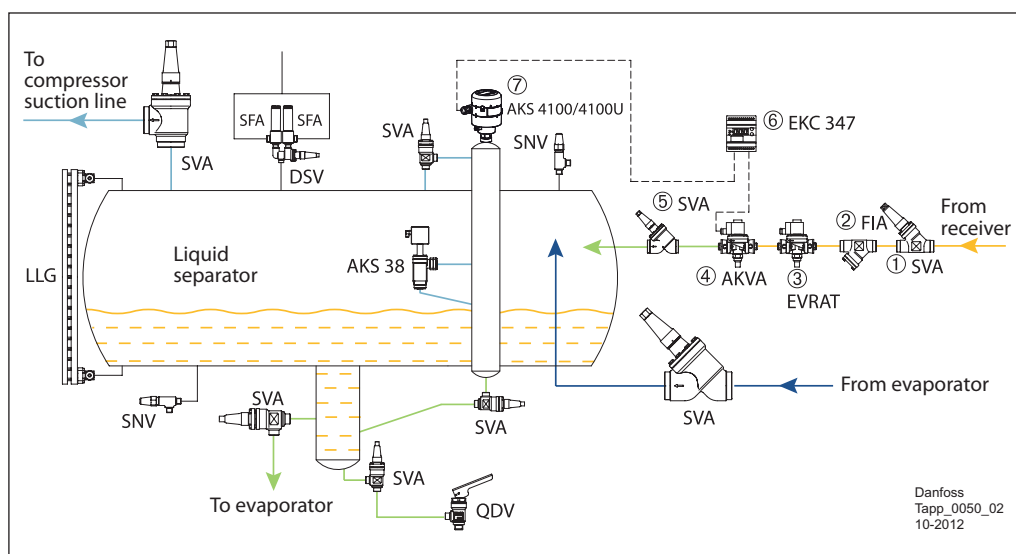 To
compressor
suction line
SVA
SFA
SFA
DSV
SVA
⑦
AKS 4100/4100U
SNV
⑥ EKC 347
⑤ SVA
② FIA
From
receiver
① SVA
④ AKVA
③
EVRAT
LLG
Liquid
separator
AKS 38
From evaporator
SVA
SNV
SVA
SVA
SVA
To evaporator
QDV
Danfoss
Tapp_0050_02
10-2012